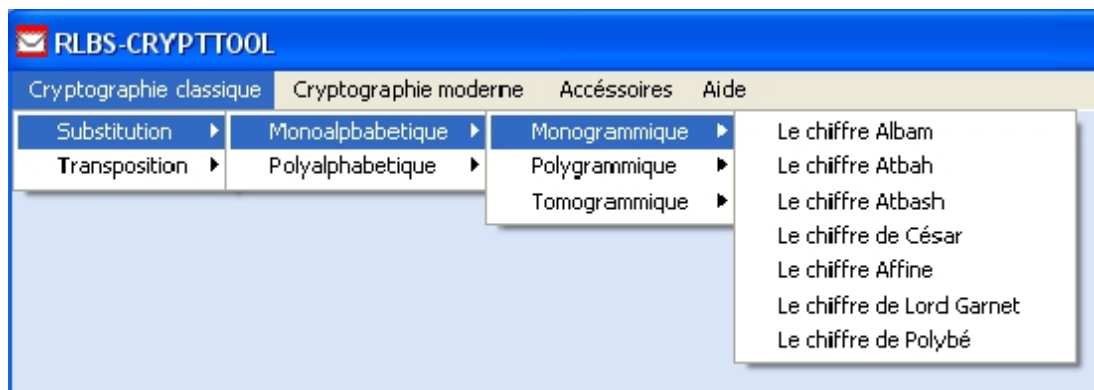 RLBS-CRYPTTOOL
Cryptographie classique Cryptographie moderne Accéssoires Aide
Substitution Monoalpbabetique Monogrammique Le chiffre Albam
Transposition Polyalphabetique Polygrammique Le chiffre Atbah
Tomogrammique Le chiffre Atbash
Le chiffre de César
Le chiffre Affine
Le chiffre de Lord Garnet
Le chiffre de Polybé